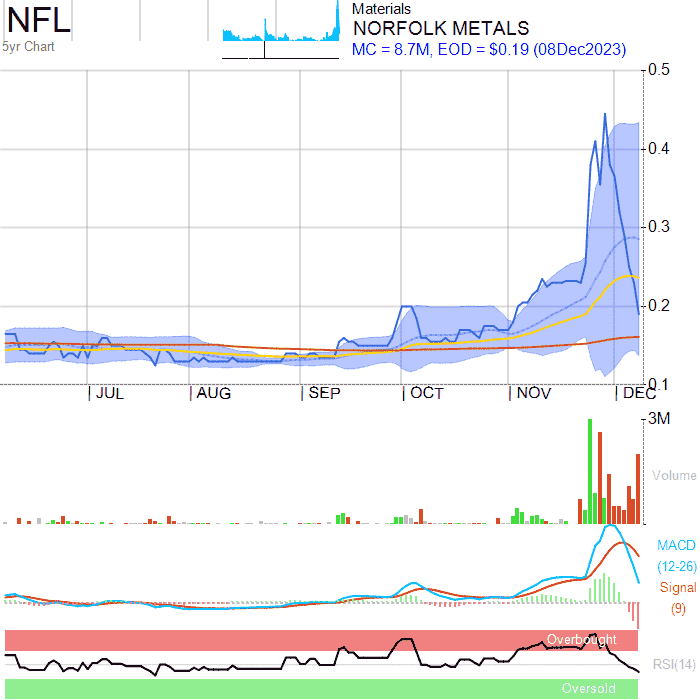 NFL
5yr Chart
Materials
NORFOLK METALS
MC = 8.7M, EOD = $0.19 (08Dec2023)
0.5
0.4
0.3
0.2
0.1
JUL AUG SEP OCT NOV DEC
3M
Volume
MACD
(12-26)
Signal
(9)
Overbought
RSI(14)
Oversold